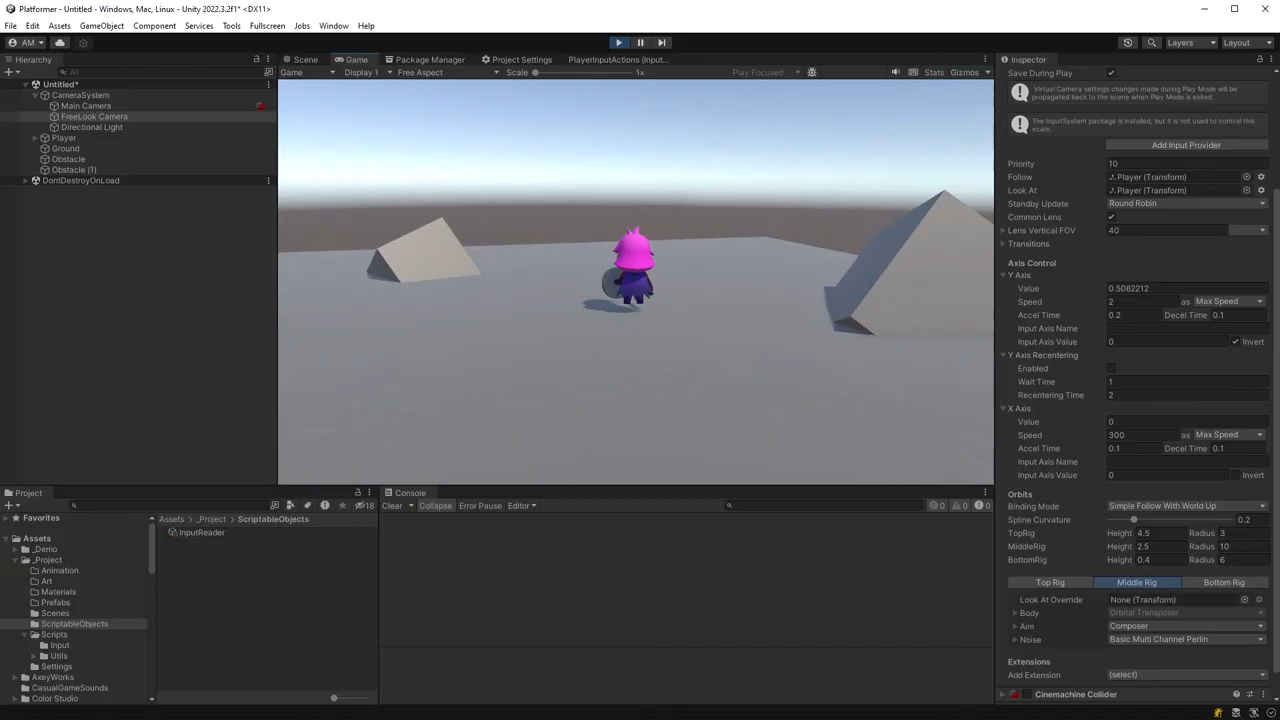 Platformer - Untitled - Windows, Mac, Linux - Unity 2022.3.2f1* <DX11>
File Edit Assets GameObject Component Services Tools Fullscreen Jobs Window Help
AM Layers Layout
Hierarchy Scene Game Package Manager Project Settings PlayerInputActions (Input... Inspector
All Game Display 1 Free Aspect Scale 1x Play Focused Stats Gizmos
Save During Play
Untitled*
CameraSystem
Main Camera
FreeLook Camera
Directional Light
Player
Ground
Obstacle
Obstacle (1)
DontDestroyOnLoad
Virtual Camera settings changes made during Play Mode will be
propagated back to the scene when Play Mode is exited.
The InputSystem package is installed, but it is not used to control this
vcam.
Add Input Provider
Priority 10
Follow Player (Transform)
Look At Player (Transform)
Standby Update Round Robin
Common Lens
Lens Vertical FOV 40
Transitions
Axis Control
Y Axis
Value 0.5062212
Speed 2 as Max Speed
Accel Time 0.2 Decel Time 0.1
Input Axis Name
Input Axis Value 0 Invert
Y Axis Recentering
Enabled
Wait Time 1
Recentering Time 2
X Axis
Value 0
Speed 300 as Max Speed
Accel Time 0.1 Decel Time 0.1
Input Axis Name
Input Axis Value 0 Invert
Orbits
Binding Mode Simple Follow With World Up
Spline Curvature 0.2
TopRig Height 4.5 Radius 3
MiddleRig Height 2.5 Radius 10
BottomRig Height 0.4 Radius 6
Top Rig Middle Rig Bottom Rig
Look At Override None (Transform)
Body Orbital Transposer
Aim Composer
Noise Basic Multi Channel Perlin
Extensions
Add Extension (select)
Cinemachine Collider
Project
18
Favorites
Assets
_Demo
_Project
Animation
Art
Materials
Prefabs
Scenes
ScriptableObjects
Scripts
Input
Utils
Settings
AxeyWorks
CasualGameSounds
Color Studio
Assets _Project ScriptableObjects
InputReader
Console
Clear Collapse Error Pause Editor 0 0 0